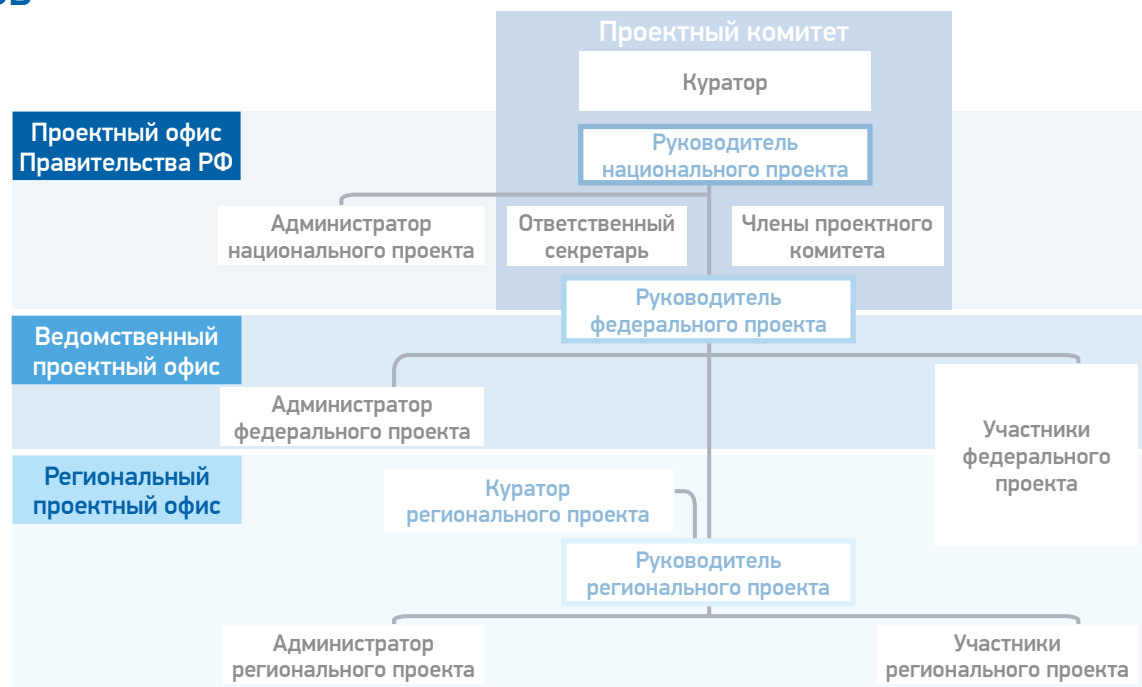 ОВ
Проектный комитет
Куратор
Проектный офис
Правительства РФ
Руководитель
национального проекта
Администратор
национального проекта
Ответственный
секретарь
Члены проектного
комитета
Руководитель
федерального проекта
Ведомственный
проектный офис
Администратор
федерального проекта
Участники
федерального
проекта
Региональный
проектный офис
Куратор
регионального проекта
Руководитель
регионального проекта
Администратор
регионального проекта
Участники
регионального проекта